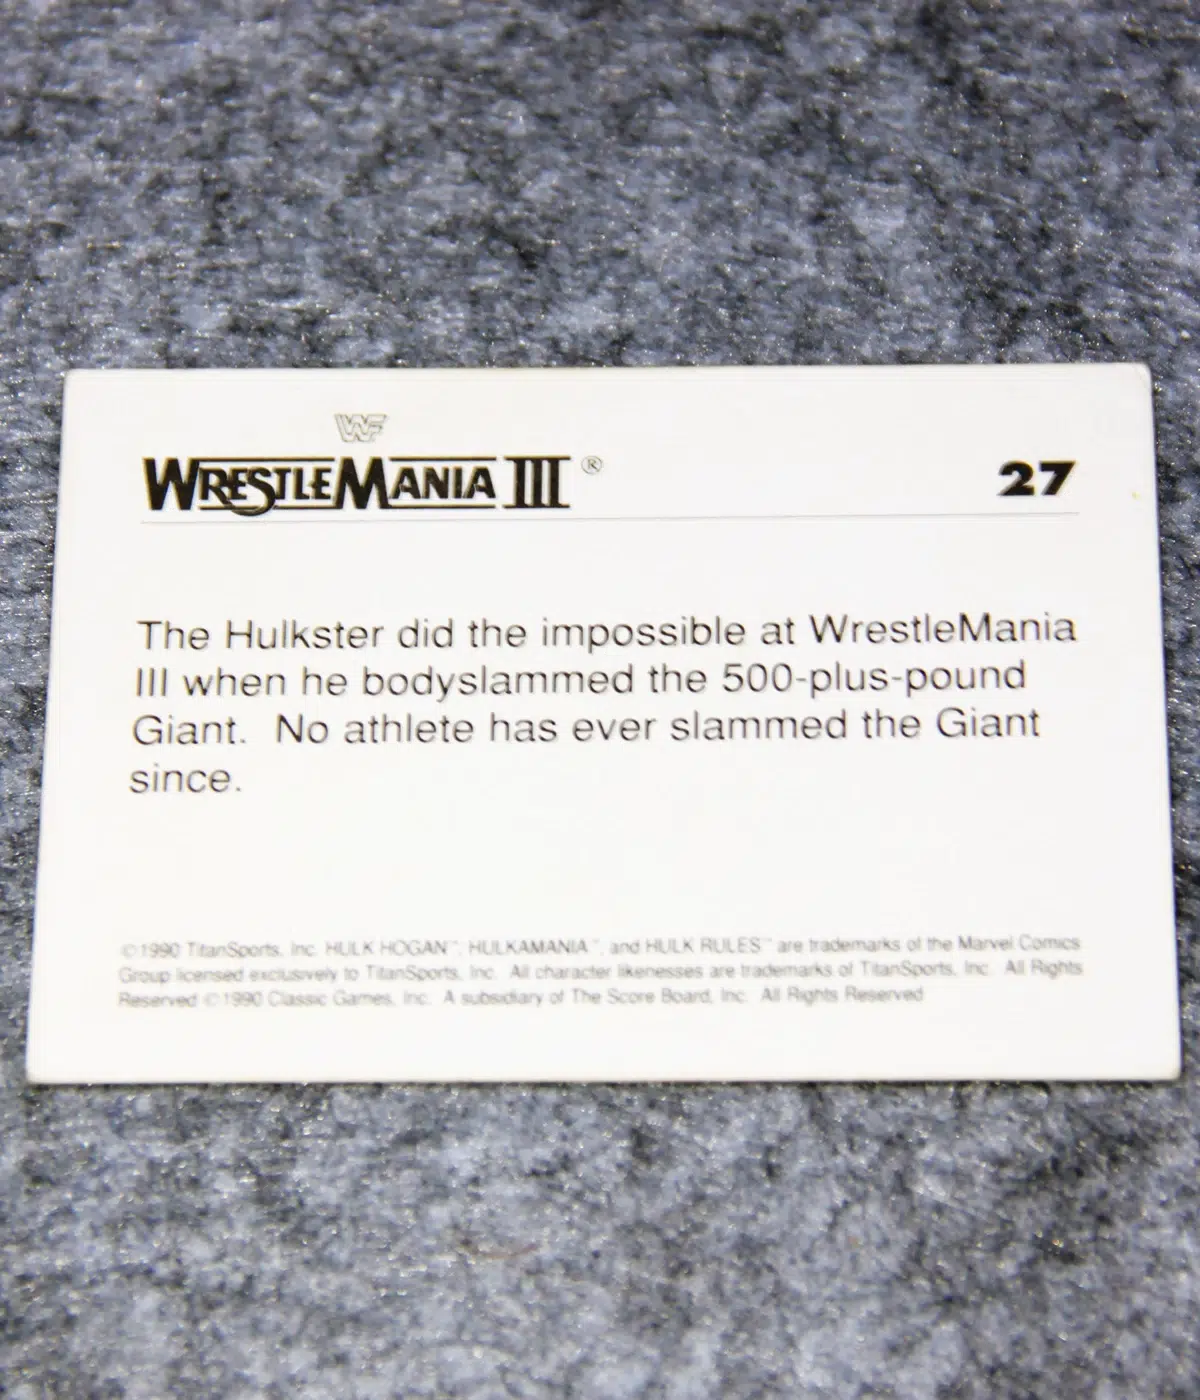 WF
WRESTLEMANIA III ®
27
The Hulkster did the impossible at WrestleMania
III when he bodyslammed the 500-plus-pound
Giant. No athlete has ever slammed the Giant
since.
©1990 TitanSports, Inc. HULK HOGAN™, HULKAMANIA™, and HULK RULES™ are trademarks of the Marvel Comics
Group licensed exclusively to TitanSports, Inc. All character likenesses are trademarks of TitanSports, Inc. All Rights
Reserved ©1990 Classic Games, Inc. A subsidiary of The Score Board, Inc. All Rights Reserved